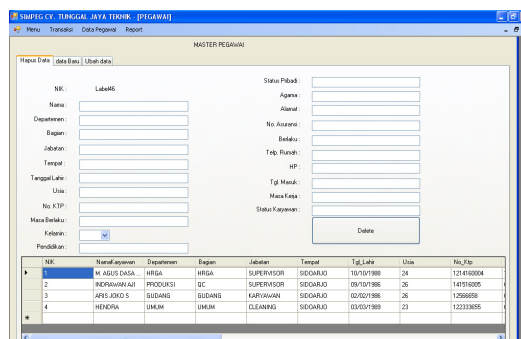 SIMPEG CV. TUNGGAL JAYA TEKNIK - [PEGAWAI]
Menu Transaksi Data Pegawai Report
MASTER PEGAWAI
Hapus Data data Baru Ubah data
NIK : Label46
Nama :
Departemen :
Bagian :
Jabatan :
Tempat :
Tanggal Lahir :
Usia :
No. KTP :
Masa Berlaku :
Kelamin :
Pendidikan :
Status Pribadi :
Agama :
Alamat :
No. Asuransi :
Berlaku :
Telp. Rumah :
HP :
Tgl. Masuk :
Masa Kerja :
Status Karyawan :
Delete
NIK NamaKaryawan Departemen Bagian Jabatan Tempat Tgl_Lahir Usia No_Ktp
1 M. AGUS DASA ... HRGA HRGA SUPERVISOR SIDOARJO 10/10/1988 24 1214160004
2 INDRAWAN AJI PRODUKSI QC SUPERVISOR SIDOARJO 09/10/1986 26 141516005
3 ARIS JOKO S GUDANG GUDANG KARYAWAN SIDOARJO 02/02/1986 26 12566658
4 HENDRA UMUM UMUM CLEANING SIDOARJO 03/03/1989 23 122333655